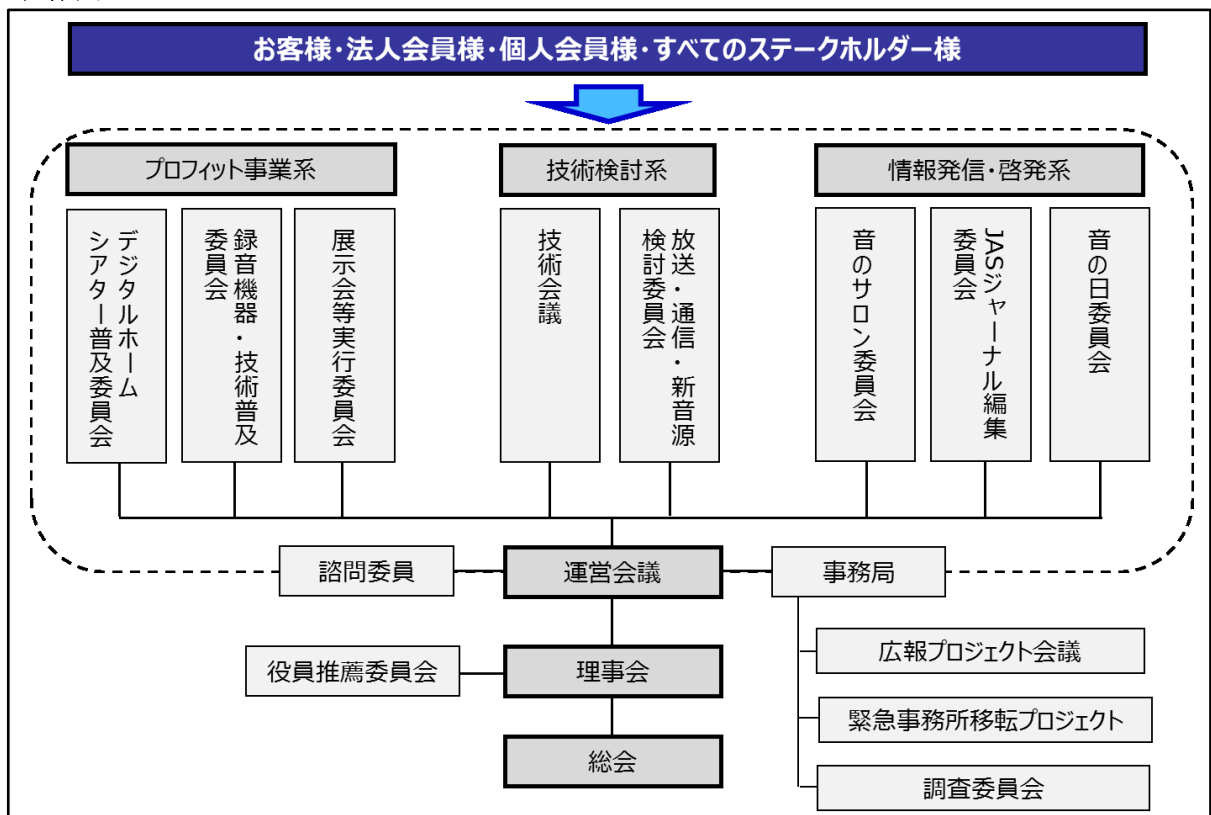 お客様・法人会員様・個人会員様・すべてのステークホルダー様
プロフィット事業系
技術検討系
情報発信・啓発系
デジタルホーム
シアター普及委員会
録音機器・技術普及
委員会
展示会等実行委員会
技術会議
放送・通信・新音源
検討委員会
音のサロン委員会
JASジャーナル編集
委員会
音の日委員会
諮問委員
運営会議
事務局
広報プロジェクト会議
役員推薦委員会
理事会
緊急事務所移転プロジェクト
総会
調査委員会